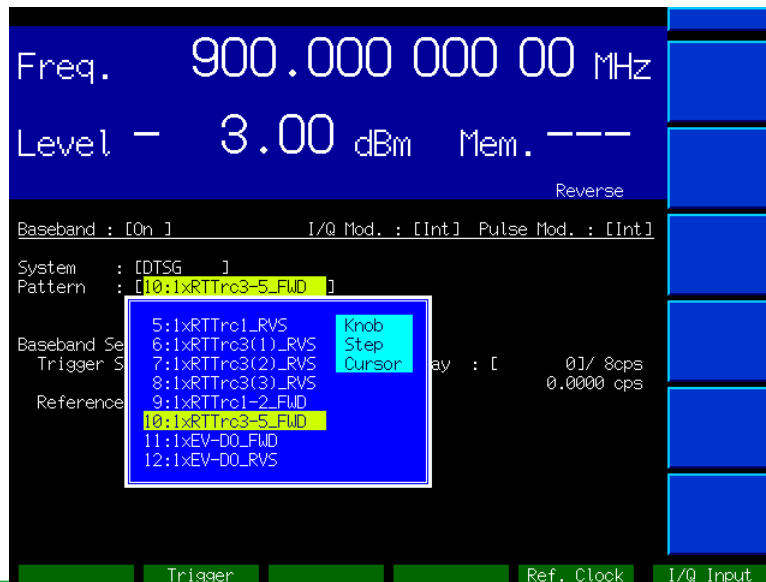 Freq. 900.000 000 00 MHz
Level - 3.00 dBm Mem. ---
Reverse
Baseband : [On ] I/Q Mod. : [Int] Pulse Mod. : [Int]
System : [DTSG ]
Pattern : [10:1xRTTrc3-5_FWD ]
5:1xRTTrc1_RVS Knob
Baseband Se 6:1xRTTrc3(1)_RVS Step
Trigger S 7:1xRTTrc3(2)_RVS Cursor ay : [ 0]/ 8cps
8:1xRTTrc3(3)_RVS 0.0000 cps
Reference 9:1xRTTrc1-2_FWD
10:1xRTTrc3-5_FWD
11:1xEV-DO_FWD
12:1xEV-DO_RVS
Trigger Ref. Clock I/Q Input